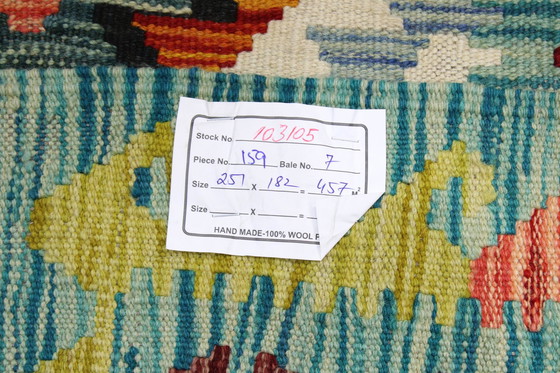 Stock No. 103105
Piece No. 159 Bale No. 7
Size 251 X 182 = 457 M²
Size X =
HAND MADE-100% WOOL